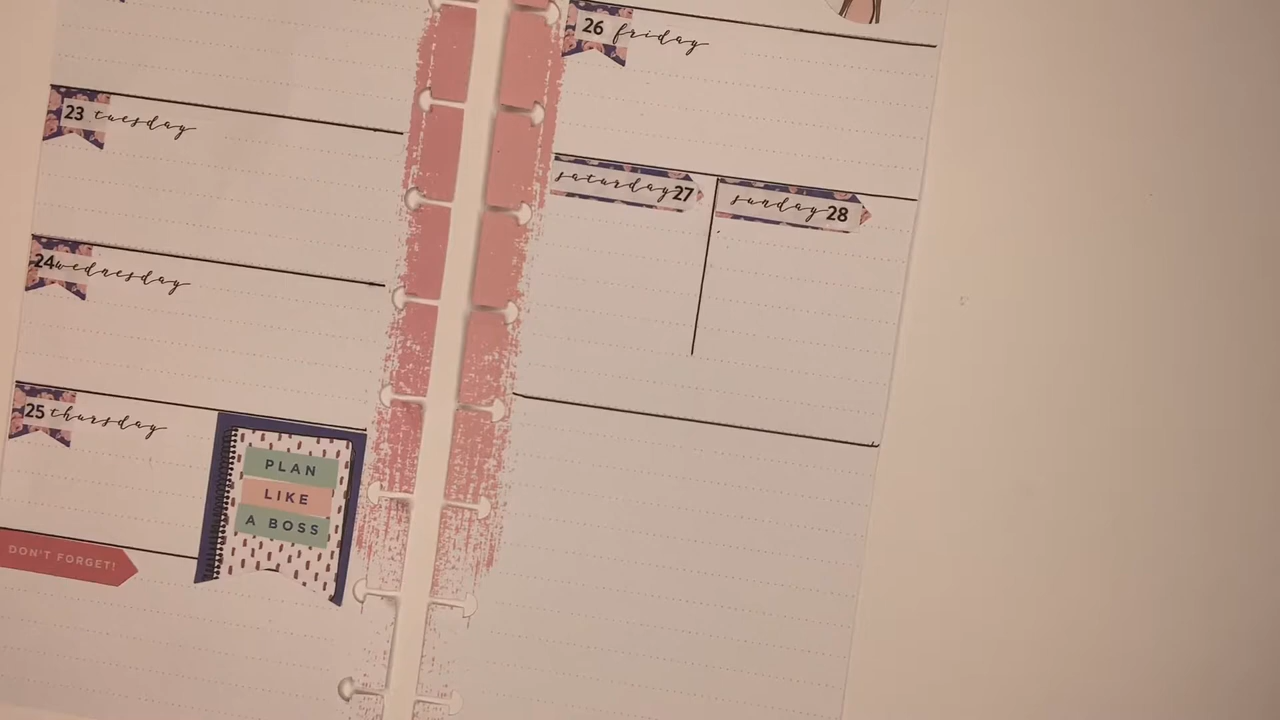 23 tuesday
24 wednesday
25 thursday
PLAN
LIKE
A BOSS
DON'T FORGET!
26 friday
saturday 27
sunday 28